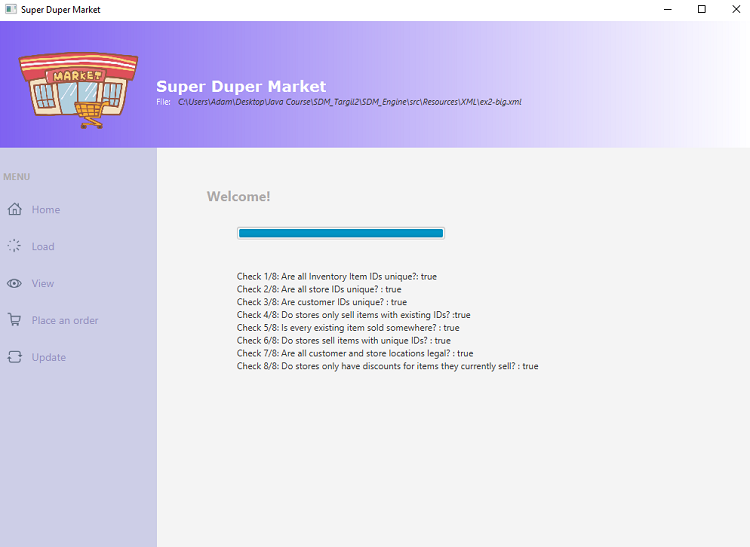 Super Duper Market
MARKET
Super Duper Market
File: C:\Users\Adam\Desktop\Java Course\SDM_Targil2\SDM_Engine\src\Resources\XML\ex2-big.xml
MENU
Home
Load
View
Place an order
Update
Welcome!
Check 1/8: Are all Inventory Item IDs unique?: true
Check 2/8: Are all store IDs unique? : true
Check 3/8: Are customer IDs unique? : true
Check 4/8: Do stores only sell items with existing IDs? :true
Check 5/8: Is every existing item sold somewhere? : true
Check 6/8: Do stores sell items with unique IDs? : true
Check 7/8: Are all customer and store locations legal? : true
Check 8/8: Do stores only have discounts for items they currently sell? : true